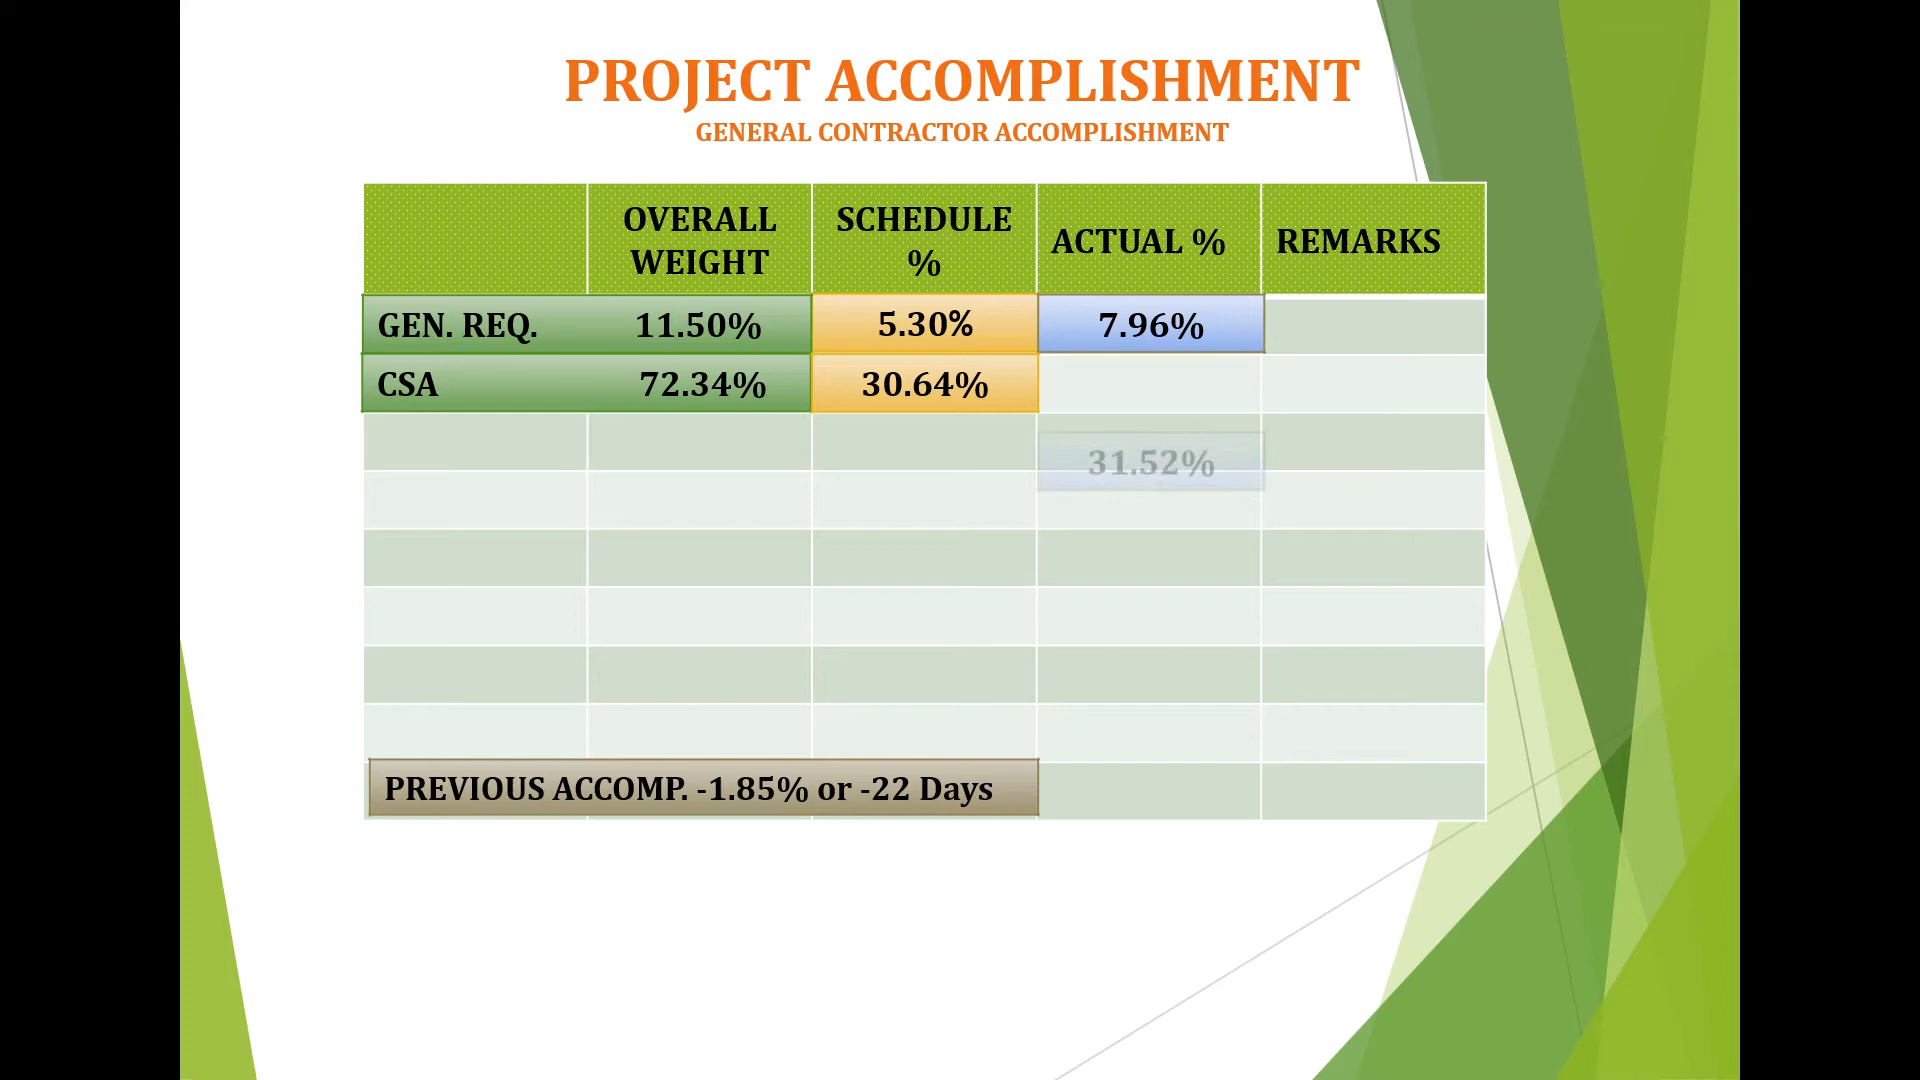 PROJECT ACCOMPLISHMENT
GENERAL CONTRACTOR ACCOMPLISHMENT
OVERALL WEIGHT
SCHEDULE %
ACTUAL %
REMARKS
GEN. REQ. 11.50% 5.30% 7.96%
CSA 72.34% 30.64%
31.52%
PREVIOUS ACCOMP. -1.85% or -22 Days